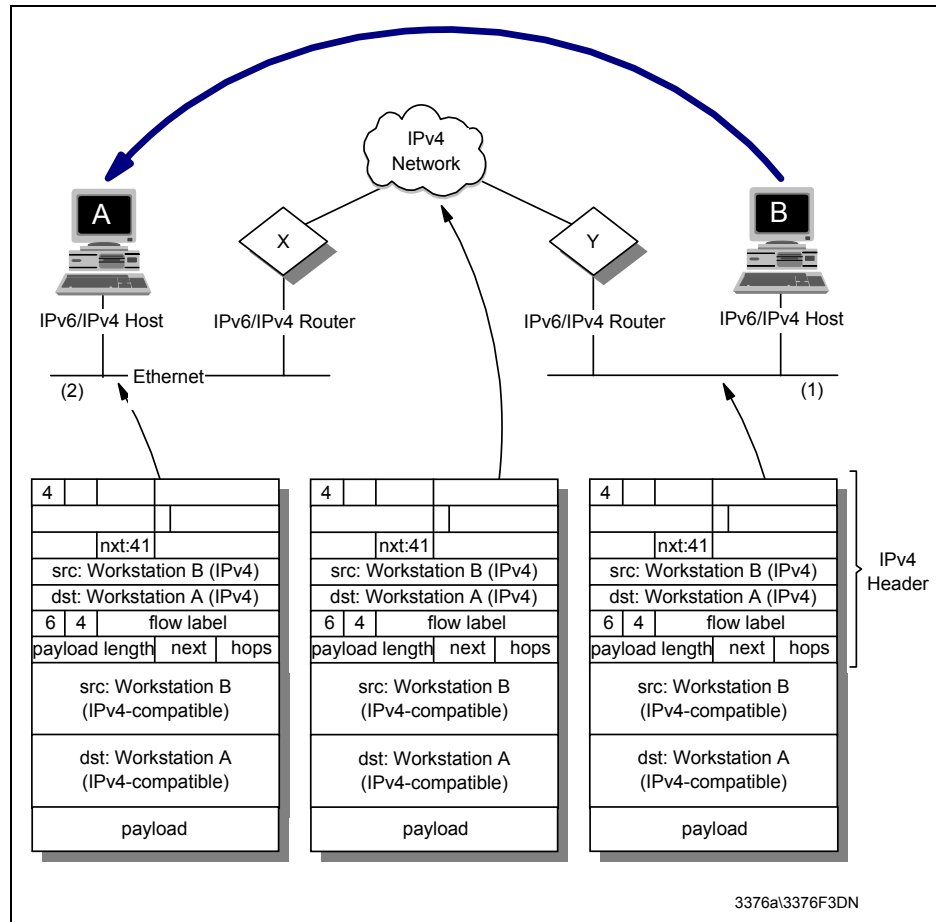 IPv4
Network
A
B
X
Y
IPv6/IPv4 Host
IPv6/IPv4 Router
IPv6/IPv4 Router
IPv6/IPv4 Host
Ethernet
(2)
(1)
4
nxt:41
src: Workstation B (IPv4)
dst: Workstation A (IPv4)
6 4 flow label
payload length next hops
src: Workstation B
(IPv4-compatible)
dst: Workstation A
(IPv4-compatible)
payload
4
nxt:41
src: Workstation B (IPv4)
dst: Workstation A (IPv4)
6 4 flow label
payload length next hops
src: Workstation B
(IPv4-compatible)
dst: Workstation A
(IPv4-compatible)
payload
4
nxt:41
src: Workstation B (IPv4)
dst: Workstation A (IPv4)
6 4 flow label
payload length next hops
src: Workstation B
(IPv4-compatible)
dst: Workstation A
(IPv4-compatible)
payload
IPv4
Header
3376a\3376F3DN